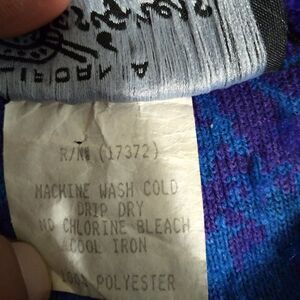 R/N# (17372)
MACHINE WASH COLD
DRIP DRY
NO CHLORINE BLEACH
COOL IRON
100% POLYESTER